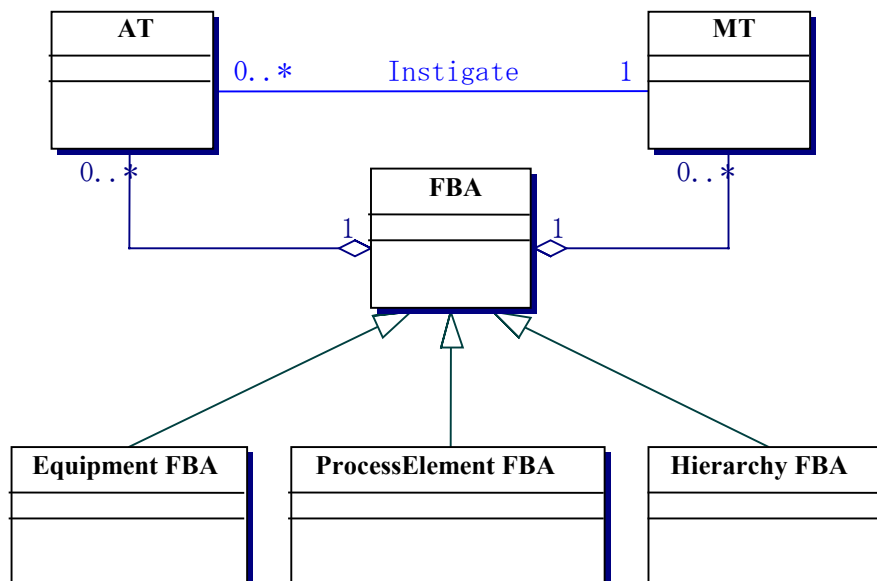 AT
MT
0..*
Instigate
1
0..*
0..*
FBA
1
1
Equipment FBA
ProcessElement FBA
Hierarchy FBA